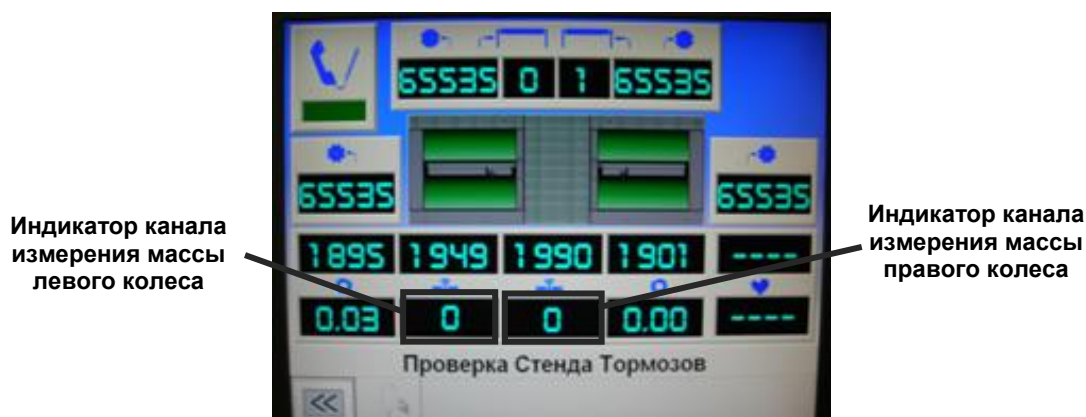 65535 0 1 65535
65535 65535
1895 1949 1990 1901 ----
0.03 0 0 0.00 ----
Проверка Стенда Тормозов
Индикатор канала
измерения массы
левого колеса
Индикатор канала
измерения массы
правого колеса